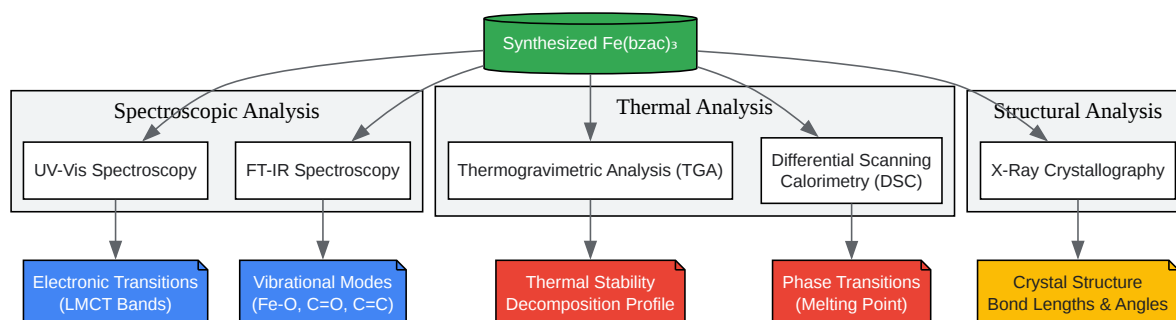 Synthesized Fe(bzac)₃
Spectroscopic Analysis
Thermal Analysis
Structural Analysis
UV-Vis Spectroscopy
FT-IR Spectroscopy
Thermogravimetric Analysis (TGA)
Differential Scanning
Calorimetry (DSC)
X-Ray Crystallography
Electronic Transitions
(LMCT Bands)
Vibrational Modes
(Fe-O, C=O, C=C)
Thermal Stability
Decomposition Profile
Phase Transitions
(Melting Point)
Crystal Structure
Bond Lengths & Angles